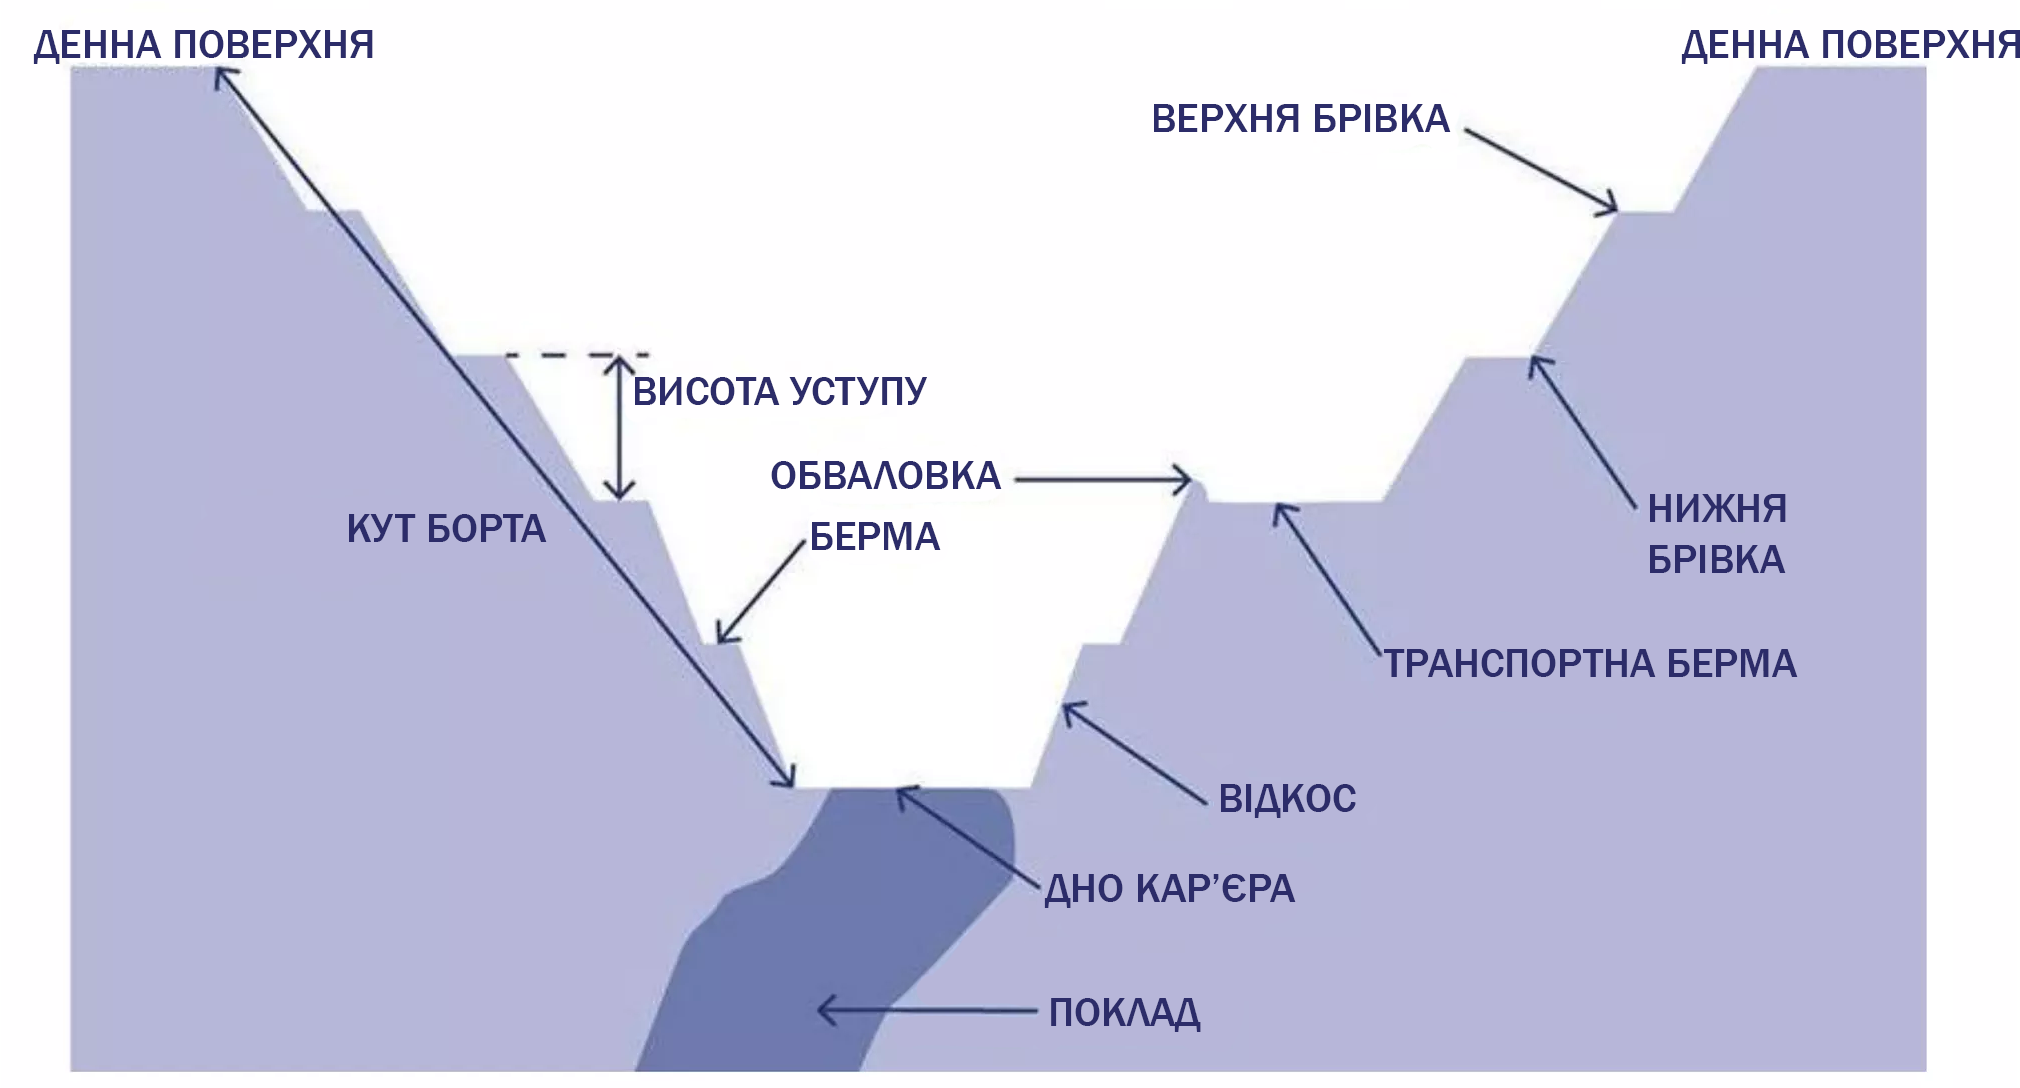 ДЕННА ПОВЕРХНЯ
ДЕННА ПОВЕРХНЯ
ВЕРХНЯ БРІВКА
ВИСОТА УСТУПУ
ОБВАЛОВКА
КУТ БОРТА
БЕРМА
НИЖНЯ
БРІВКА
ТРАНСПОРТНА БЕРМА
ВІДКОС
ДНО КАР’ЄРА
ПОКЛАД